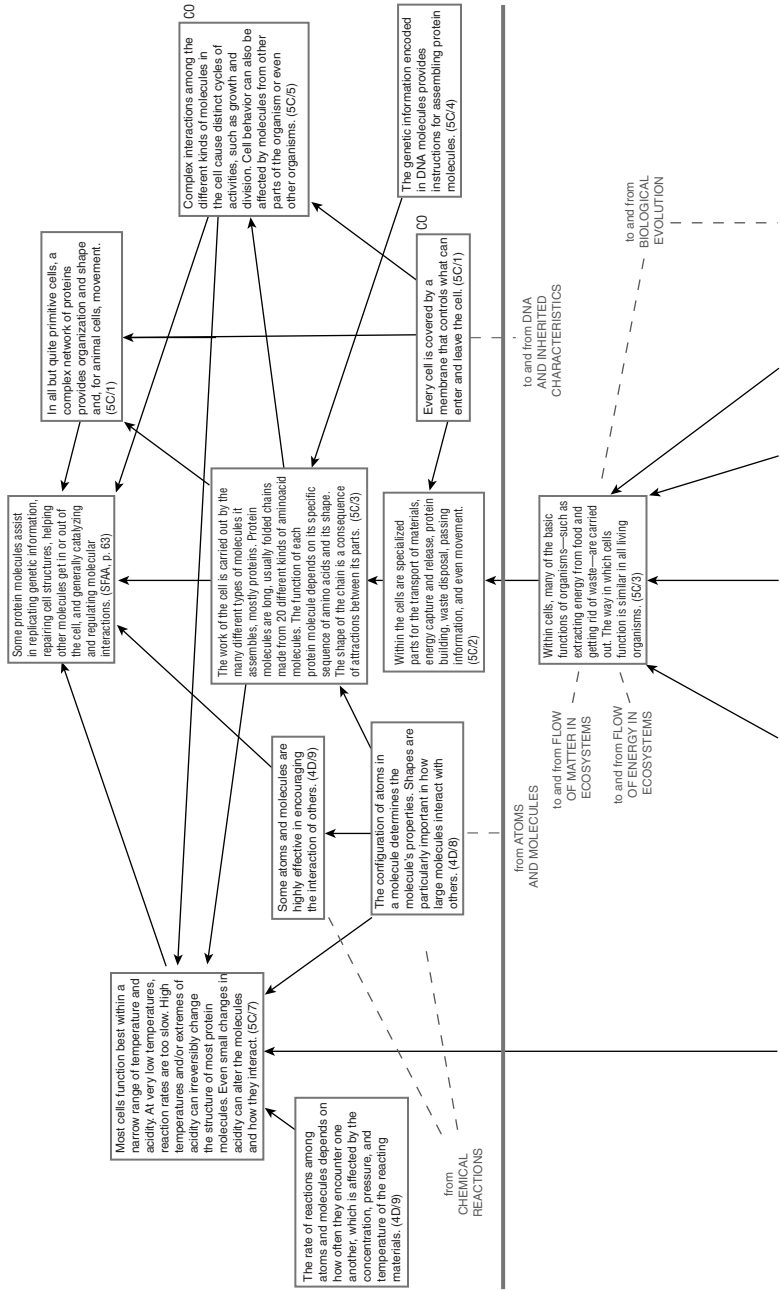 Some protein molecules assist
in replicating genetic information,
repairing cell structures, helping
other molecules get in or out of
the cell, and generally catalyzing
and regulating molecular
interactions. (SFAA, p. 63)
Most cells function best within a
narrow range of temperature and
acidity. At very low temperatures,
reaction rates are too slow. High
temperatures and/or extremes of
acidity can irreversibly change
the structure of most protein
molecules. Even small changes in
acidity can alter the molecules
and how they interact. (5C/7)
In all but quite primitive cells, a
complex network of proteins
provides organization and shape
and, for animal cells, movement.
(5C/1)
CO
Complex interactions among the
different kinds of molecules in
the cell cause distinct cycles of
activities, such as growth and
division. Cell behavior can also be
affected by molecules from other
parts of the organism or even
other organisms. (5C/5)
The work of the cell is carried out by the
many different types of molecules it
assembles, mostly proteins. Protein
molecules are long, usually folded chains
made from 20 different kinds of aminoacid
molecules. The function of each
protein molecule depends on its specific
sequence of amino acids and its shape.
The shape of the chain is a consequence
of attractions between its parts. (5C/3)
Some atoms and molecules are
highly effective in encouraging
the interaction of others. (4D/9)
The rate of reactions among
atoms and molecules depends on
how often they encounter one
another, which is affected by the
concentration, pressure, and
temperature of the reacting
materials. (4D/9)
The configuration of atoms in
a molecule determines the
molecule's properties. Shapes are
particularly important in how
large molecules interact with
others. (4D/8)
Within the cells are specialized
parts for the transport of materials,
energy capture and release, protein
building, waste disposal, passing
information, and even movement.
(5C/2)
CO
Every cell is covered by a
membrane that controls what can
enter and leave the cell. (5C/1)
The genetic information encoded
in DNA molecules provides
instructions for assembling protein
molecules. (5C/4)
from
CHEMICAL
REACTIONS
from ATOMS
AND MOLECULES
to and from DNA
AND INHERITED
CHARACTERISTICS
Within cells, many of the basic
functions of organisms—such as
extracting energy from food and
getting rid of waste—are carried
out. The way in which cells
function is similar in all living
organisms. (5C/3)
to and from FLOW
OF MATTER IN
ECOSYSTEMS
to and from FLOW
OF ENERGY IN
ECOSYSTEMS
to and from
BIOLOGICAL
EVOLUTION